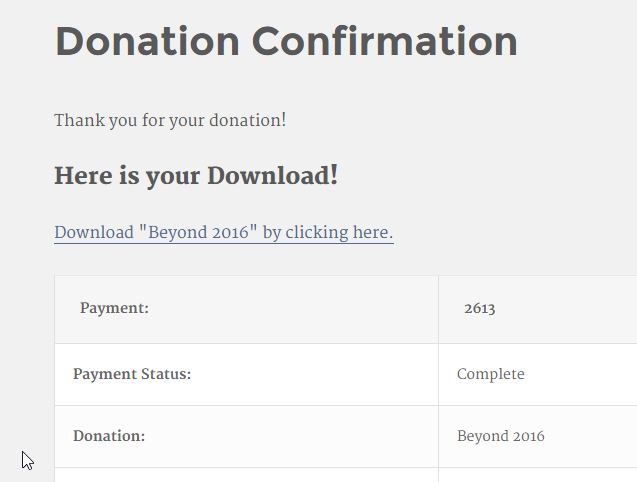 Donation Confirmation
Thank you for your donation!
Here is your Download!
Download "Beyond 2016" by clicking here.
Payment: 2613
Payment Status: Complete
Donation: Beyond 2016